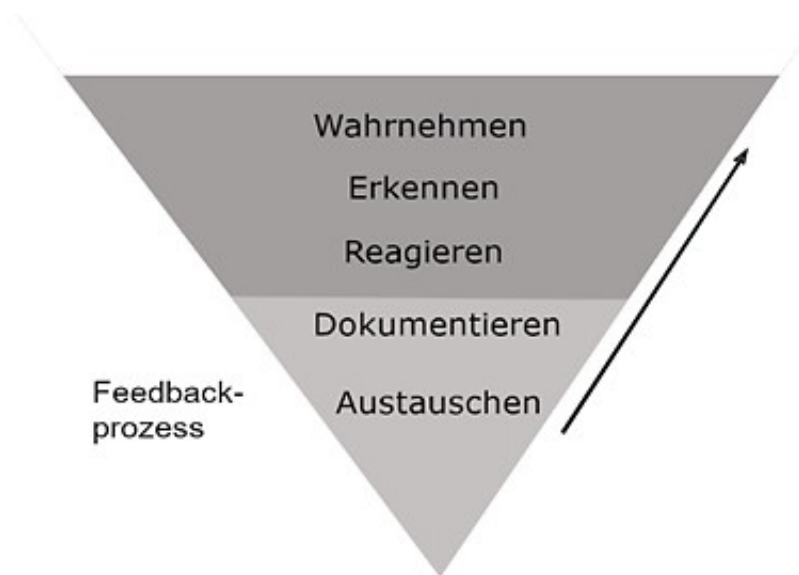 Wahrnehmen
Erkennen
Reagieren
Dokumentieren
Austauschen
Feedback-
prozess